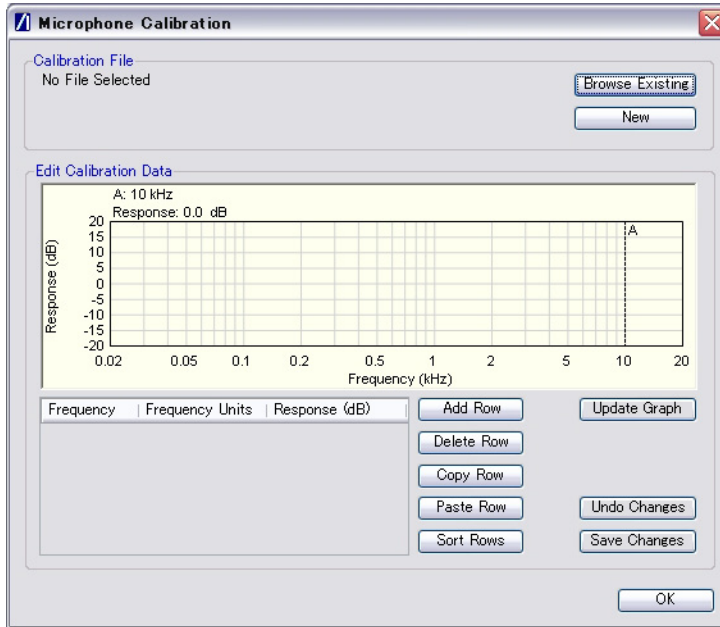 Microphone Calibration
Calibration File
No File Selected
Browse Existing
New
Edit Calibration Data
A: 10 kHz
Response: 0.0 dB
A
Response (dB)
20
15
10
5
0
-5
-10
-15
-20
0.02 0.05 0.1 0.2 0.5 1 2 5 10 20
Frequency (kHz)
Frequency Frequency Units Response (dB)
Add Row
Update Graph
Delete Row
Copy Row
Paste Row
Undo Changes
Sort Rows
Save Changes
OK